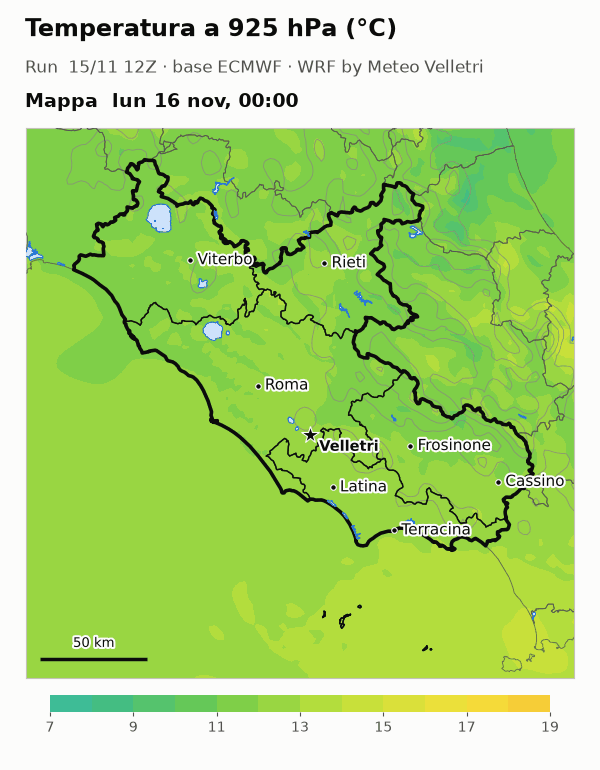 Temperatura a 925 hPa (°C)
Run  15/11 12Z · base ECMWF · WRF by Meteo Velletri
Mappa  lun 16 nov, 00:00
Viterbo
Rieti
Roma
Velletri
Frosinone
Latina
Cassino
Terracina
50 km
7 9 11 13 15 17 19